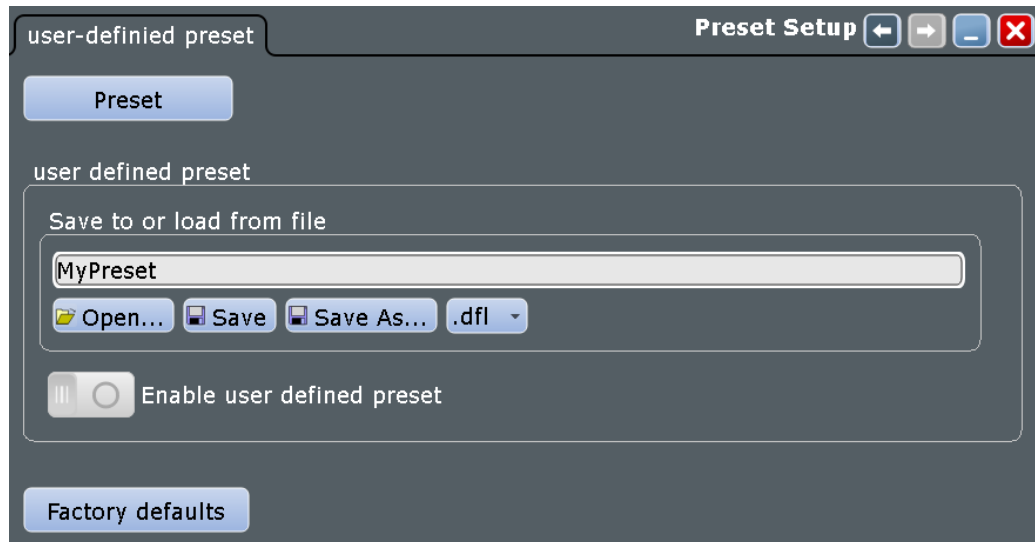 user-definied preset
Preset Setup
Preset
user defined preset
Save to or load from file
MyPreset
Open... Save Save As... .dfl
Enable user defined preset
Factory defaults